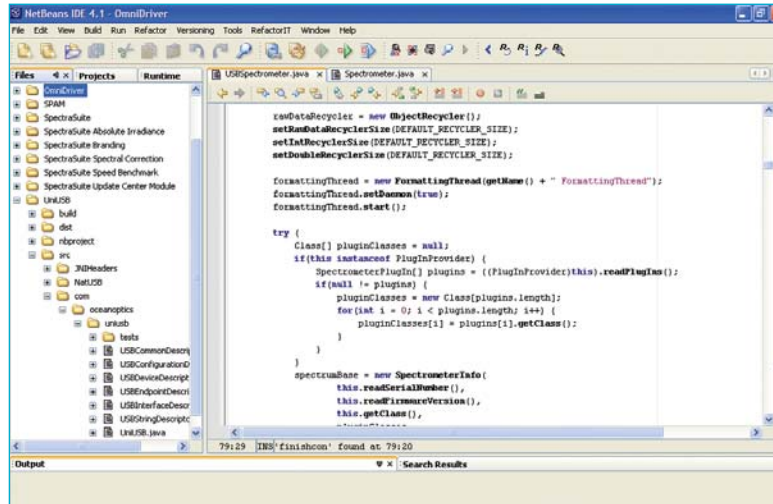 NetBeans IDE 4.1 - OmniDriver
File Edit View Build Run Refactor Versioning Tools RefactorIT Window Help
Files Projects Runtime
OmniDriver
SPAM
SpectraSuite
SpectraSuite Absolute Irradiance
SpectraSuite Branding
SpectraSuite Spectral Correction
SpectraSuite Speed Benchmark
SpectraSuite Update Center Module
UniUSB
build
dist
nbproject
src
JNIHeaders
NatUSB
com
oceanoptics
uniusb
tests
USBCommonDescrip
USBConfigurationD
USBDeviceDescript
USBEndpointDescri
USBInterfaceDescr
USBStringDescripto
UniUSB.java
USBSpectrometer.java x Spectrometer.java x
rawDataRecycler = new ObjectRecycler();
setRawDataRecyclerSize(DEFAULT_RECYCLER_SIZE);
setIntRecyclerSize(DEFAULT_RECYCLER_SIZE);
setDoubleRecyclerSize(DEFAULT_RECYCLER_SIZE);
formattingThread = new FormattingThread(getName() + " FormattingThread");
formattingThread.setDaemon(true);
formattingThread.start();
try {
Class[] pluginClasses = null;
if(this instanceof PlugInProvider) {
SpectrometerPlugIn[] plugins = ((PlugInProvider)this).readPlugIns();
if(null != plugins) {
pluginClasses = new Class[plugins.length];
for(int i = 0; i < plugins.length; i++) {
pluginClasses[i] = plugins[i].getClass();
}
}
}
spectrumBase = new SpectrometerInfo(
this.readSerialNumber(),
this.readFirmwareVersion(),
this.getClass(),
79:29 INS 'finishcon' found at 79:20
Output
Search Results